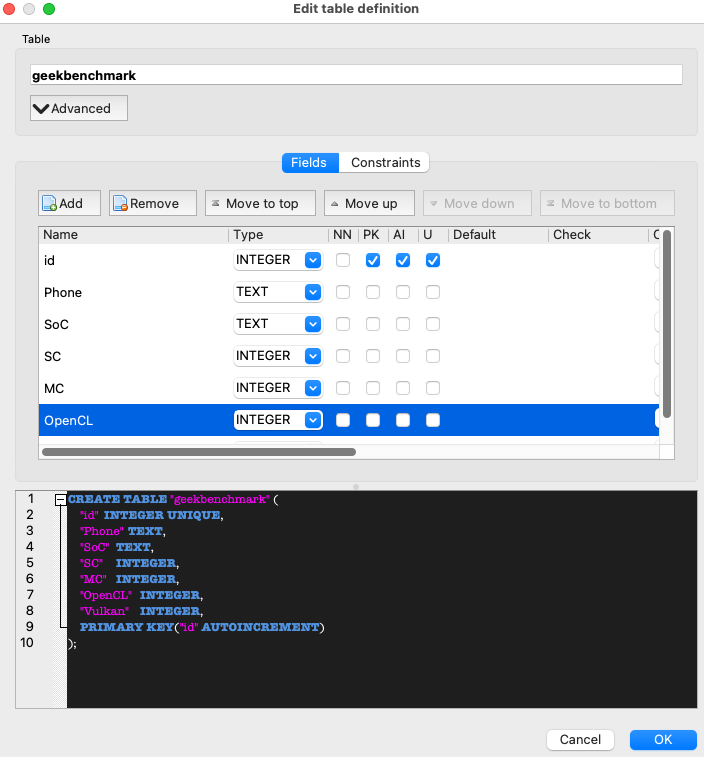 Edit table definition
Table
geekbenchmark
Advanced
Fields Constraints
Add Remove Move to top Move up Move down Move to bottom
Name Type NN PK AI U Default Check
id INTEGER
Phone TEXT
SoC TEXT
SC INTEGER
MC INTEGER
OpenCL INTEGER
1 CREATE TABLE "geekbenchmark" (
2 "id" INTEGER UNIQUE,
3 "Phone" TEXT,
4 "SoC" TEXT,
5 "SC" INTEGER,
6 "MC" INTEGER,
7 "OpenCL" INTEGER,
8 "Vulkan" INTEGER,
9 PRIMARY KEY("id" AUTOINCREMENT)
10 );
Cancel OK